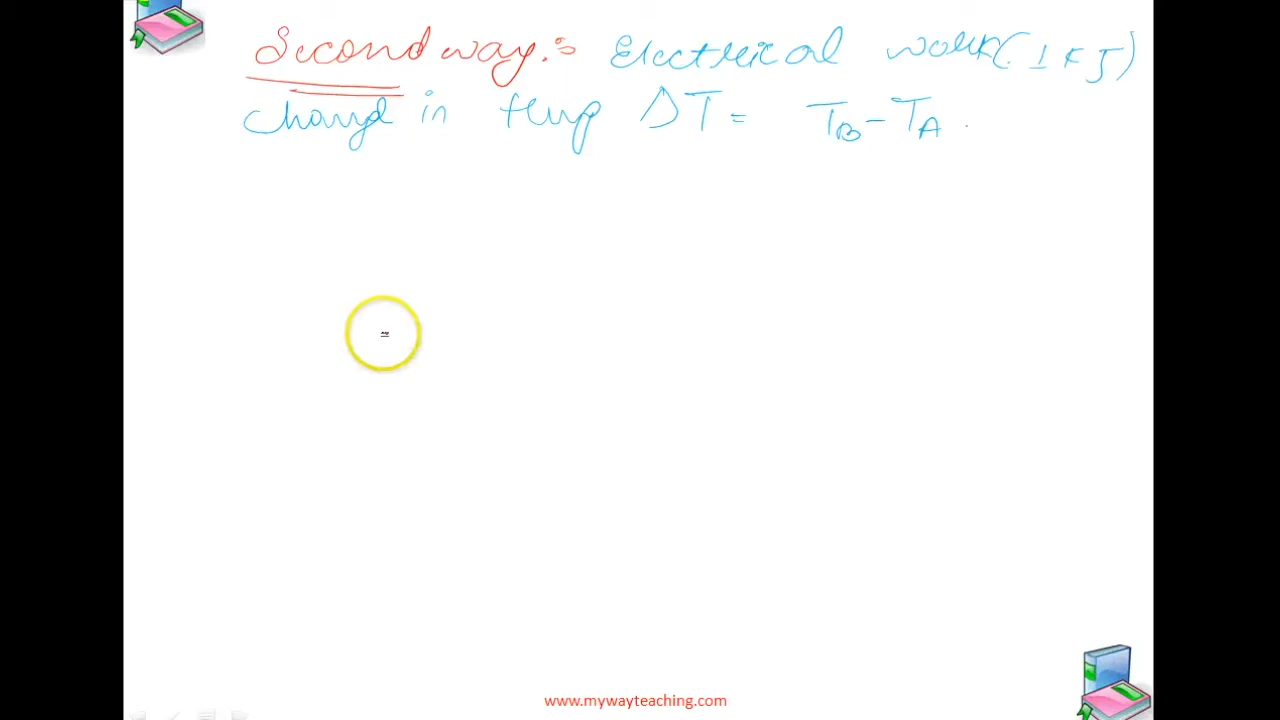 Second way :- Electrical work (1 KJ)
change in temp ΔT = TB - TA .
www.mywayteaching.com